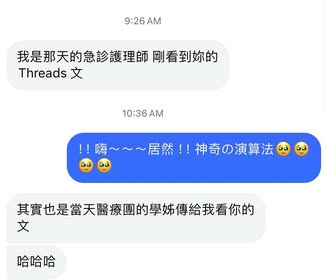 9:26 AM
我是那天的急診護理師 剛看到妳的
Threads 文
10:36 AM
!! 嗨～～～居然 !! 神奇の演算法🥹🥹
🥹🥹
其實也是當天醫療團的學姊傳給我看你的
文
哈哈哈